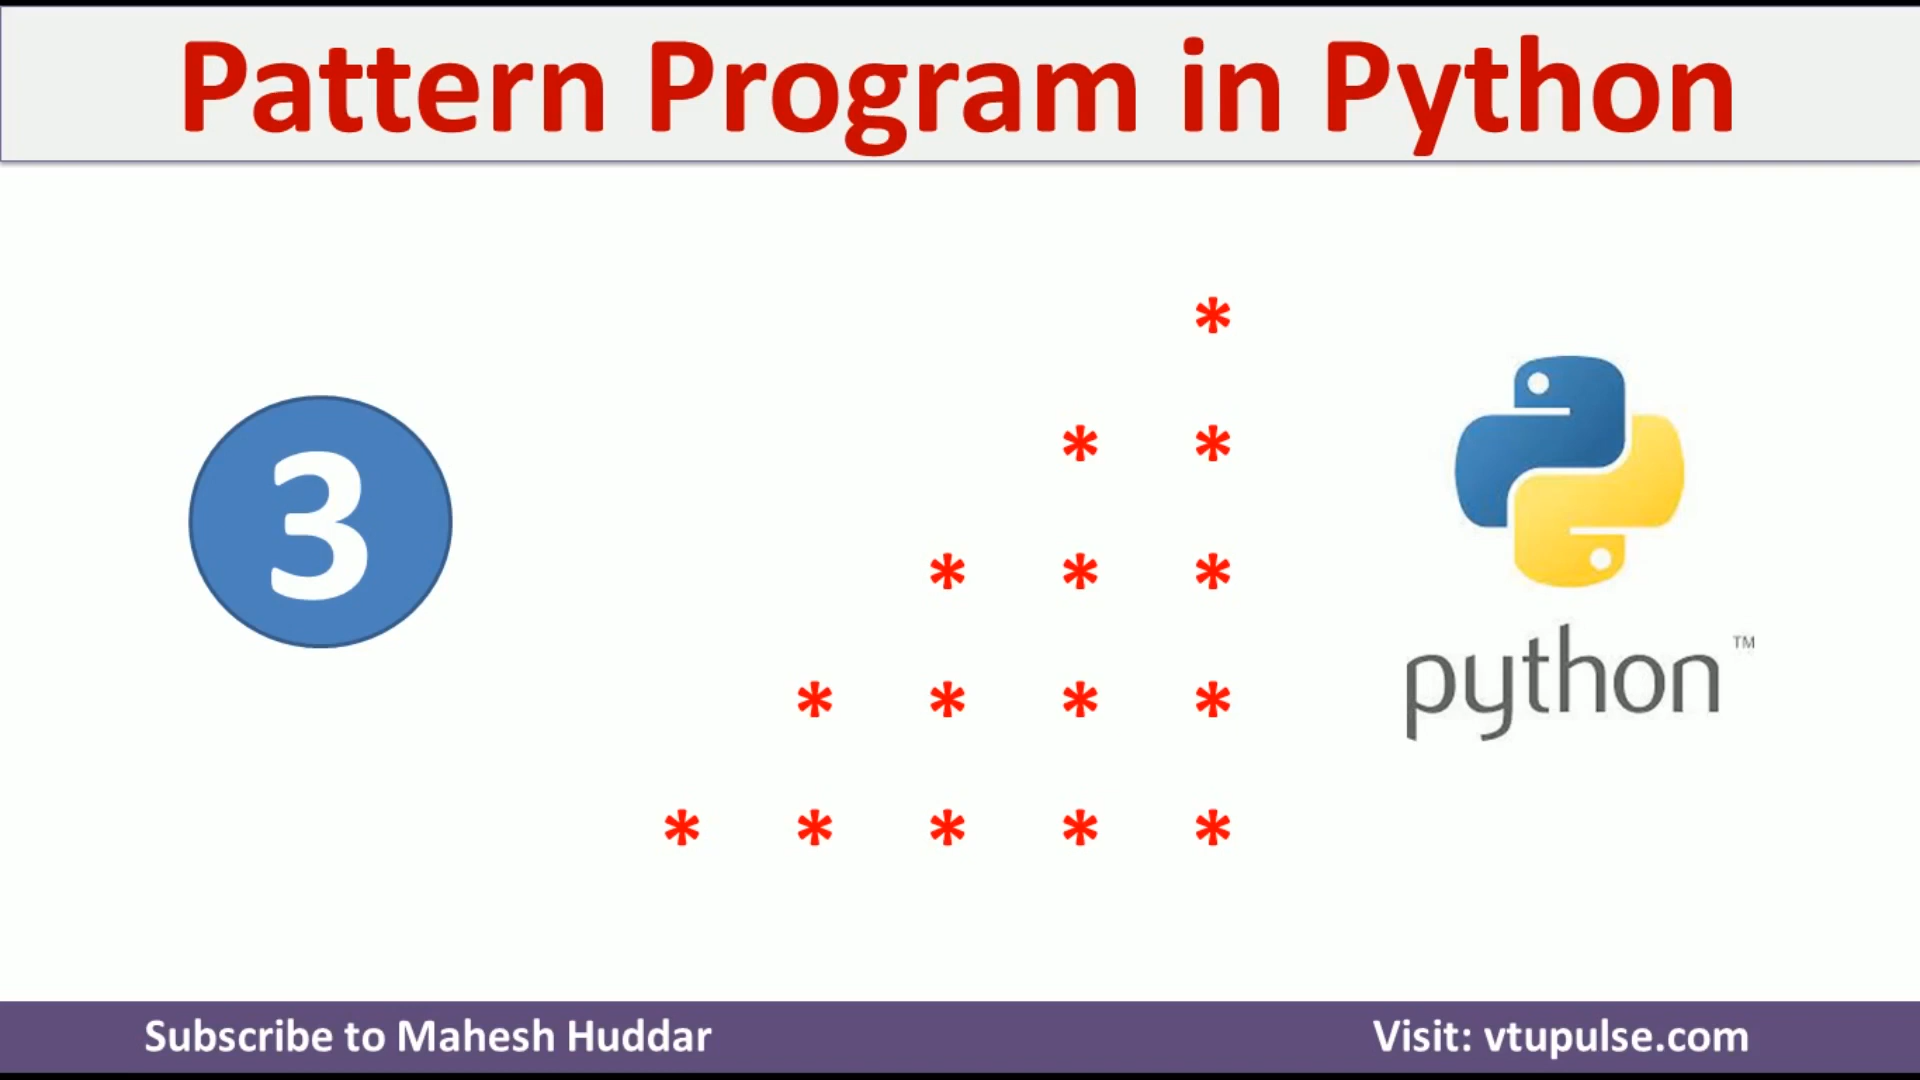 Pattern Program in Python
*
* *
3
* * *
* * * *
python™
* * * * *
Subscribe to Mahesh Huddar
Visit: vtupulse.com